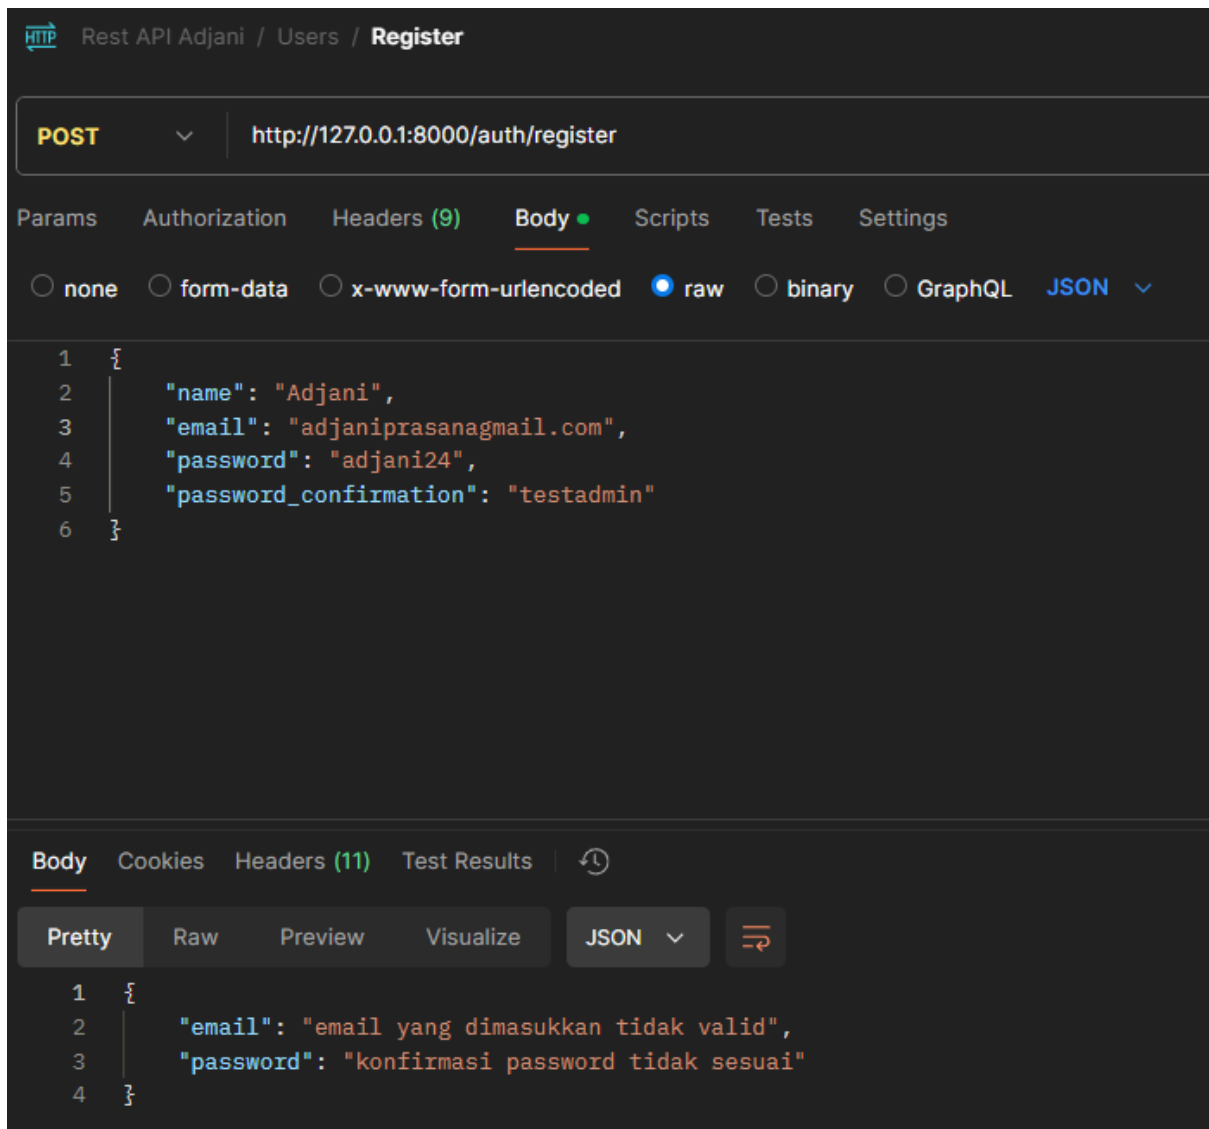 HTTP Rest API Adjani / Users / Register
POST http://127.0.0.1:8000/auth/register
Params Authorization Headers (9) Body Scripts Tests Settings
none form-data x-www-form-urlencoded raw binary GraphQL JSON
1 {
2 "name": "Adjani",
3 "email": "adjaniprasanagmail.com",
4 "password": "adjani24",
5 "password_confirmation": "testadmin"
6 }
Body Cookies Headers (11) Test Results
Pretty Raw Preview Visualize JSON
1 {
2 "email": "email yang dimasukkan tidak valid",
3 "password": "konfirmasi password tidak sesuai"
4 }